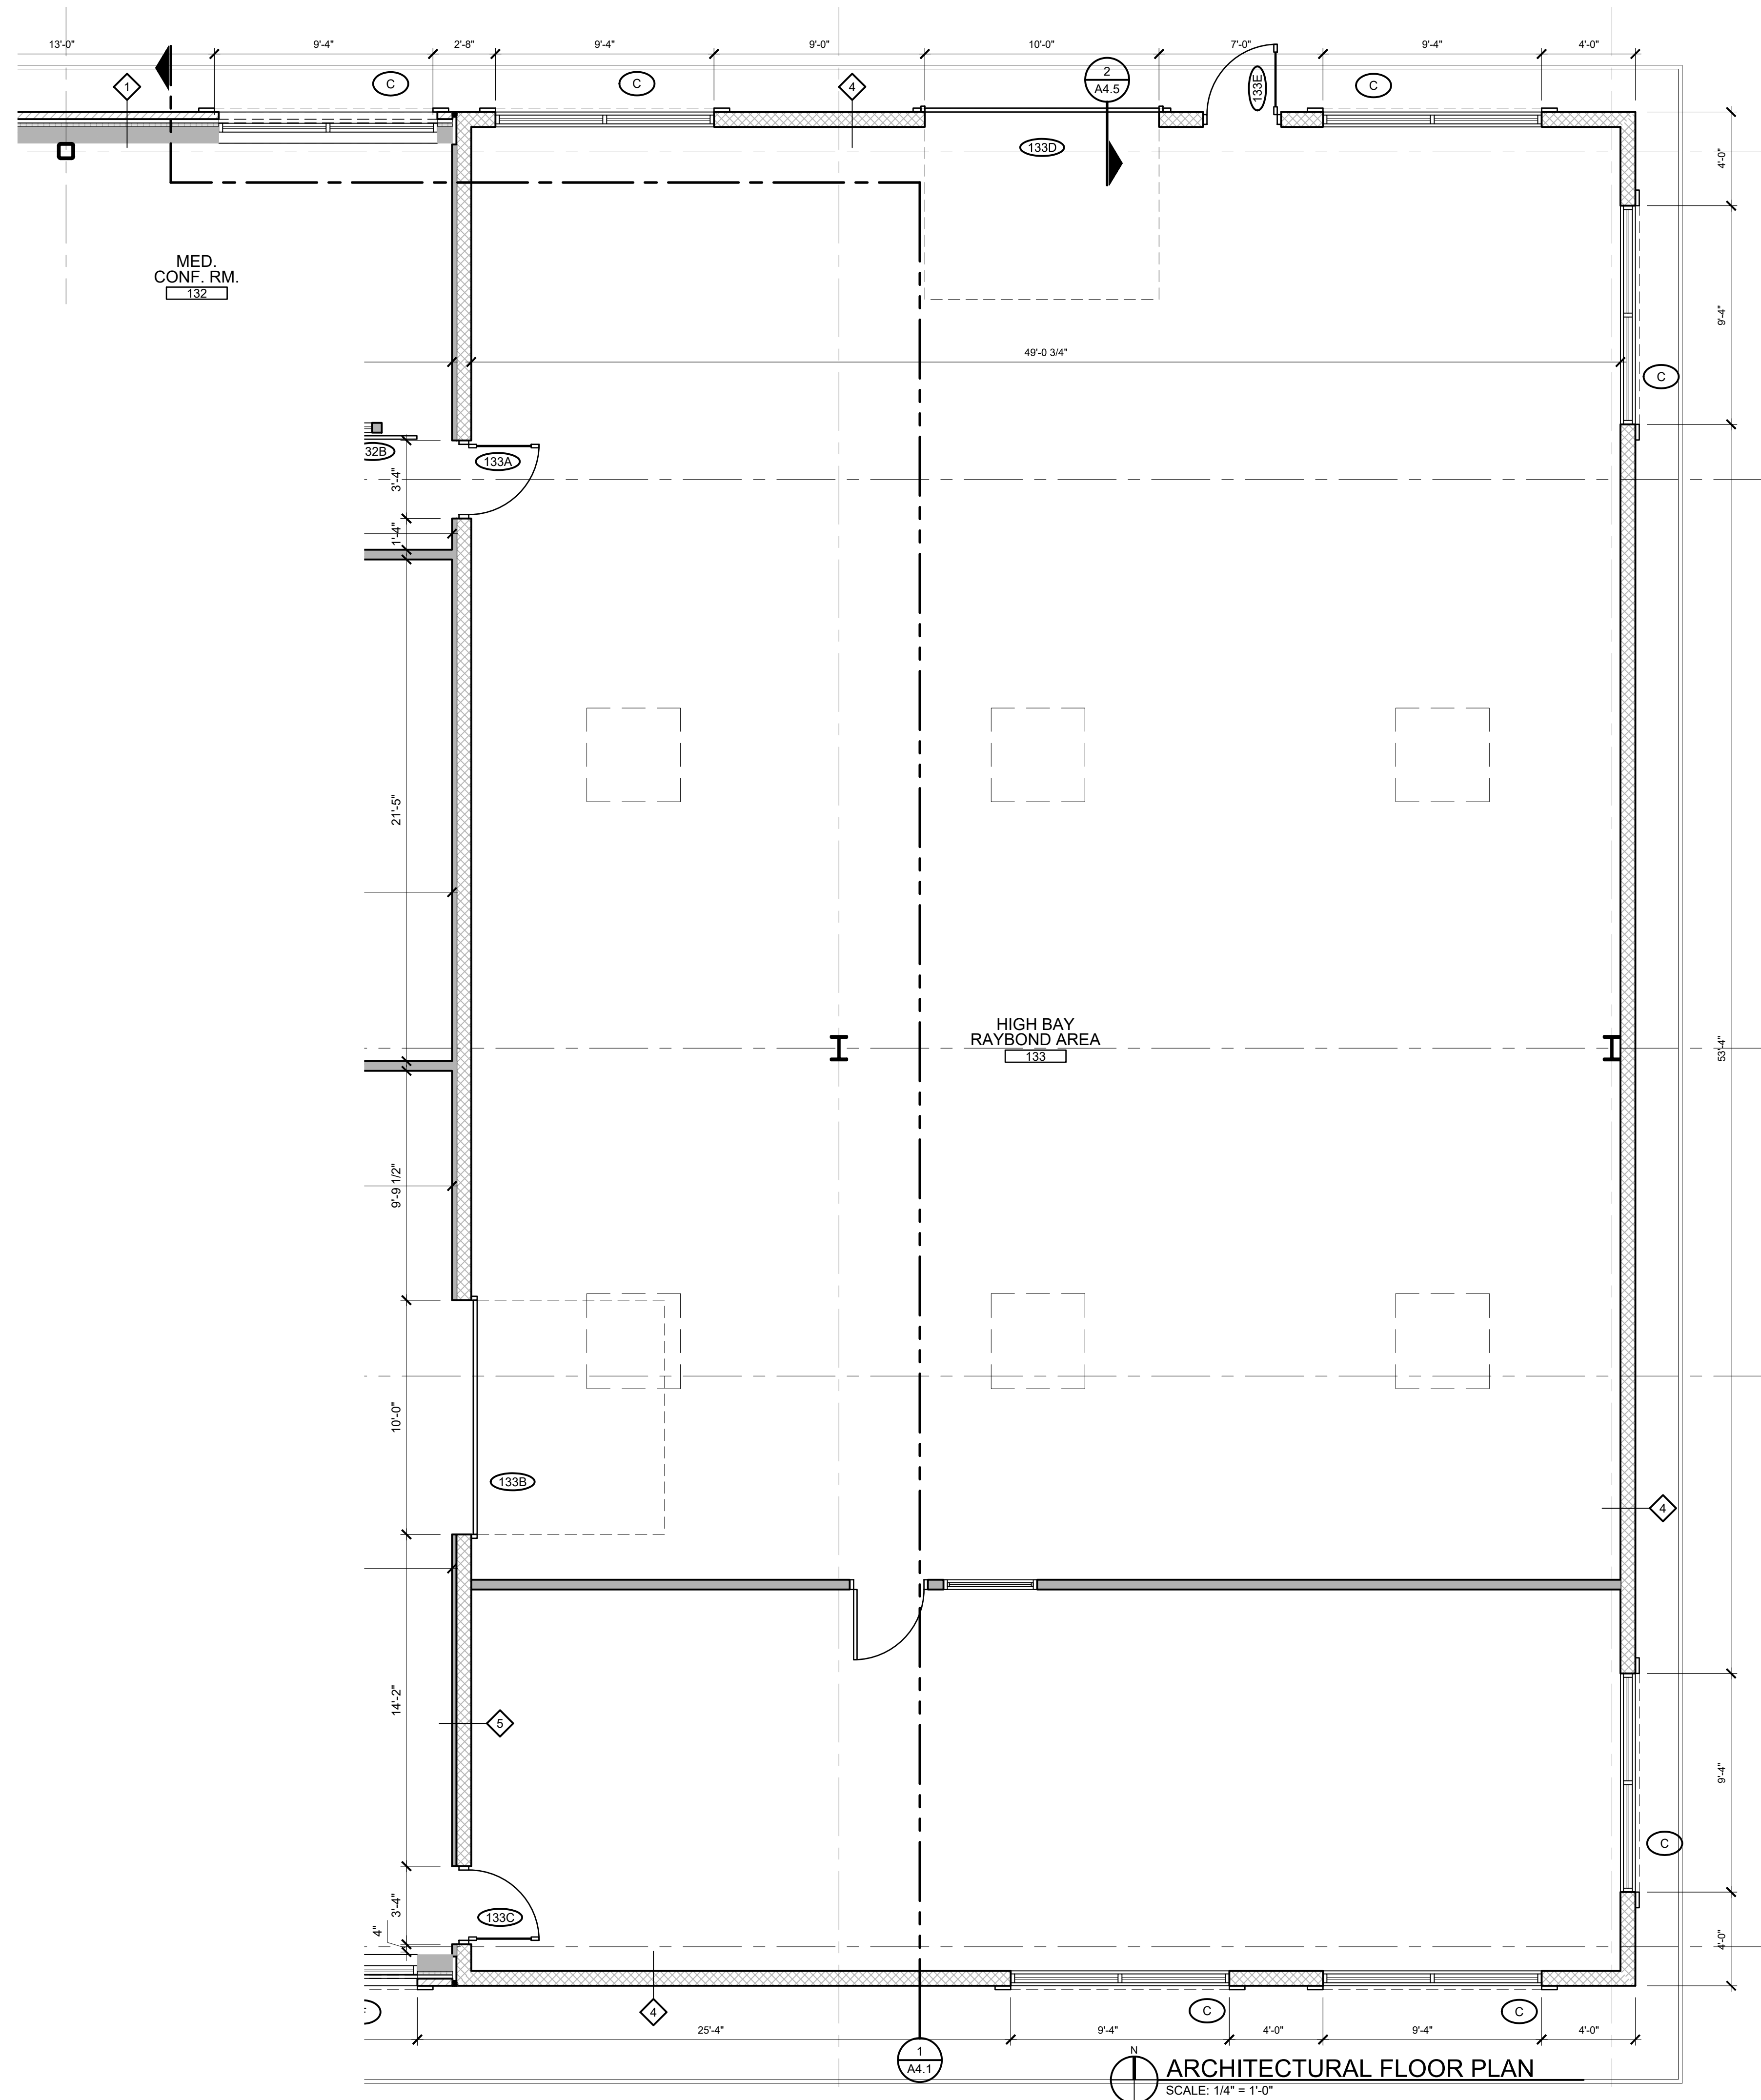 13'-0"
9'-4"
2'-8"
9'-4"
9'-0"
10'-0"
7'-0"
9'-4"
4'-0"
1
C
C
4
2
A4.5
133E
C
133D
4'-0"
MED.
CONF. RM.
132
9'-4"
49'-0 3/4"
C
32B
133A
3'-4"
1'-4"
21'-5"
HIGH BAY
RAYBOND AREA
133
53'-4"
9'-9 1/2"
10'-0"
133B
4
14'-2"
5
9'-4"
C
3'-4"
133C
4"
4'-0"
4
C
C
25'-4"
9'-4"
4'-0"
9'-4"
4'-0"
1
A4.1
N
ARCHITECTURAL FLOOR PLAN
SCALE: 1/4" = 1'-0"